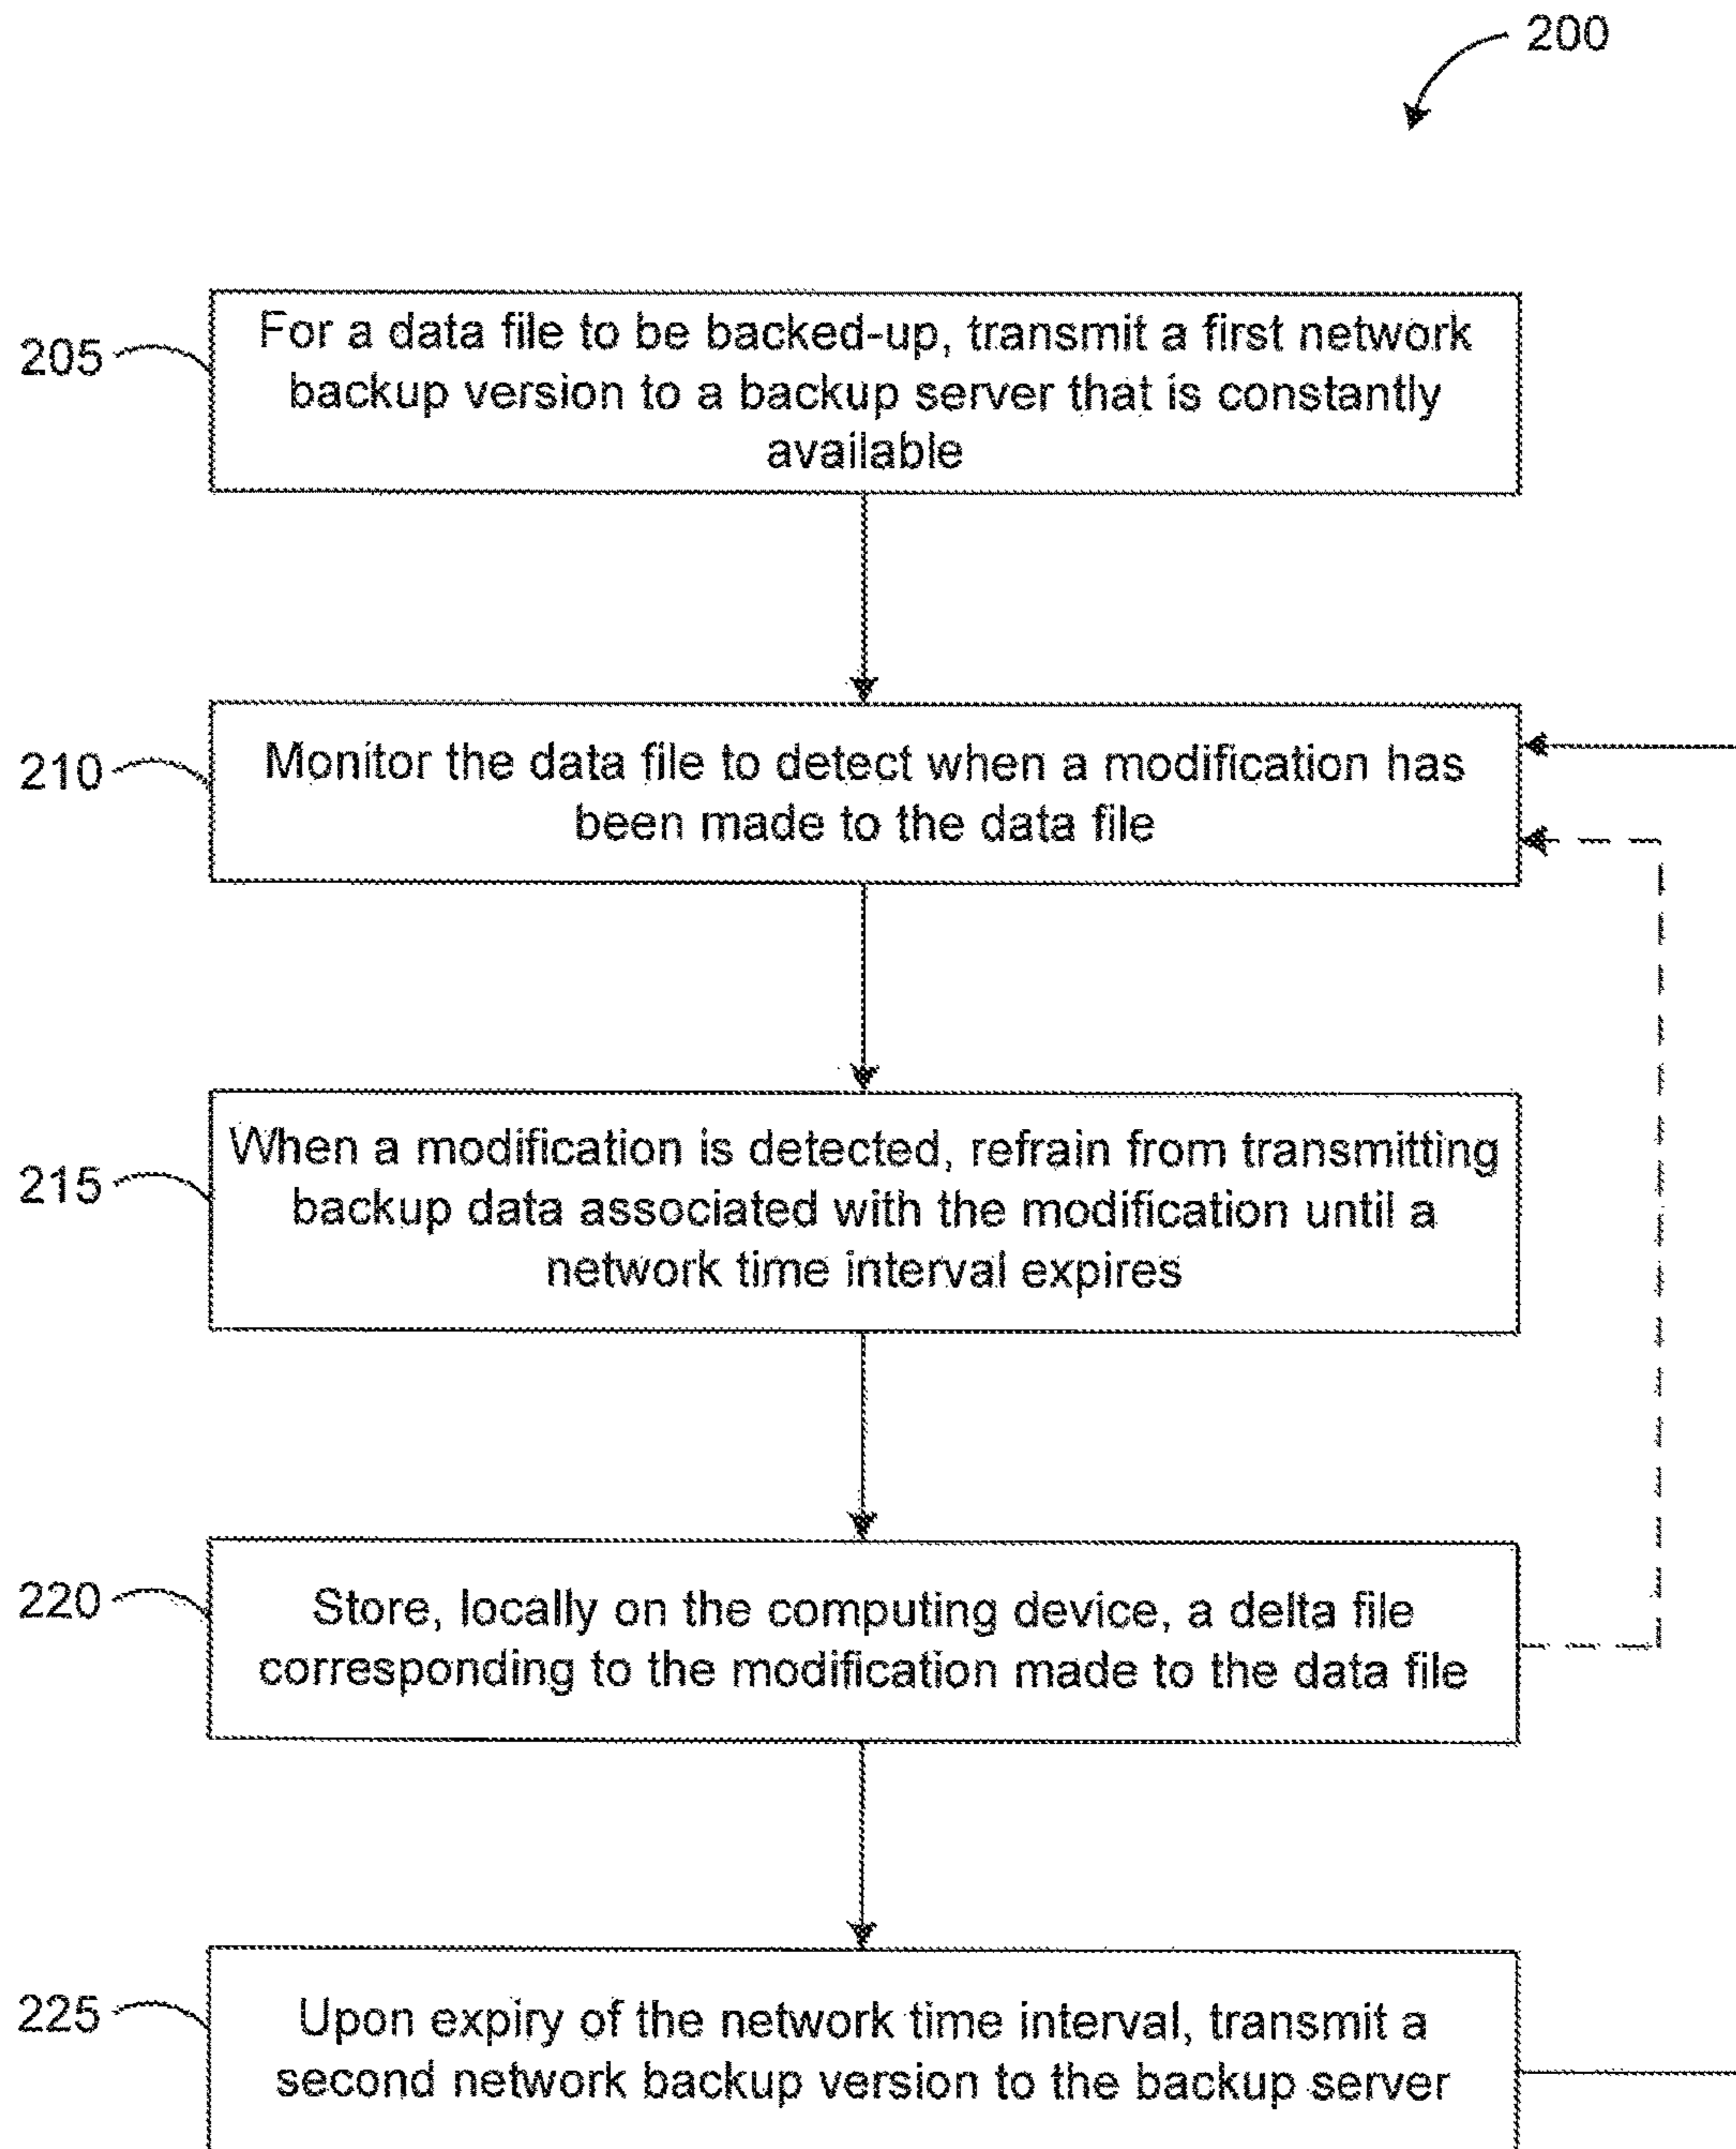 200
205
For a data file to be backed-up, transmit a first network
backup version to a backup server that is constantly
available
210
Monitor the data file to detect when a modification has
been made to the data file
215
When a modification is detected, refrain from transmitting
backup data associated with the modification until a
network time interval expires
220
Store, locally on the computing device, a delta file
corresponding to the modification made to the data file
225
Upon expiry of the network time interval, transmit a
second network backup version to the backup server